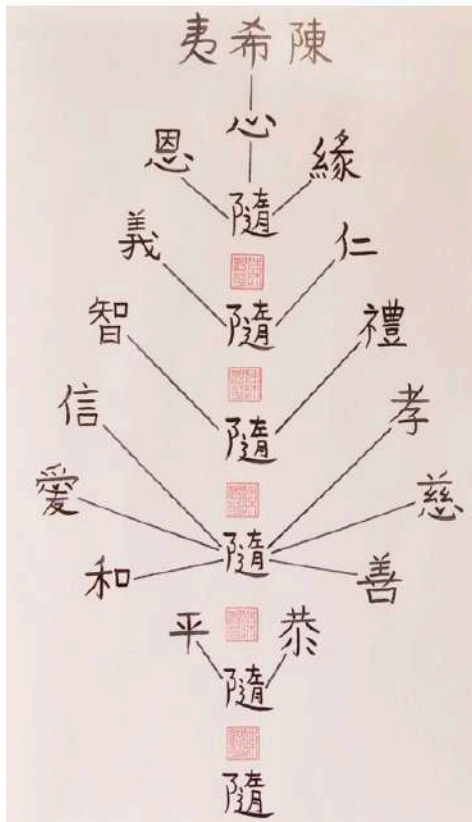 陳希夷
心
緣 恩
隨
仁 義
隨
禮 智
孝 信
隨
慈 愛
隨
善 和
恭 平
隨
隨